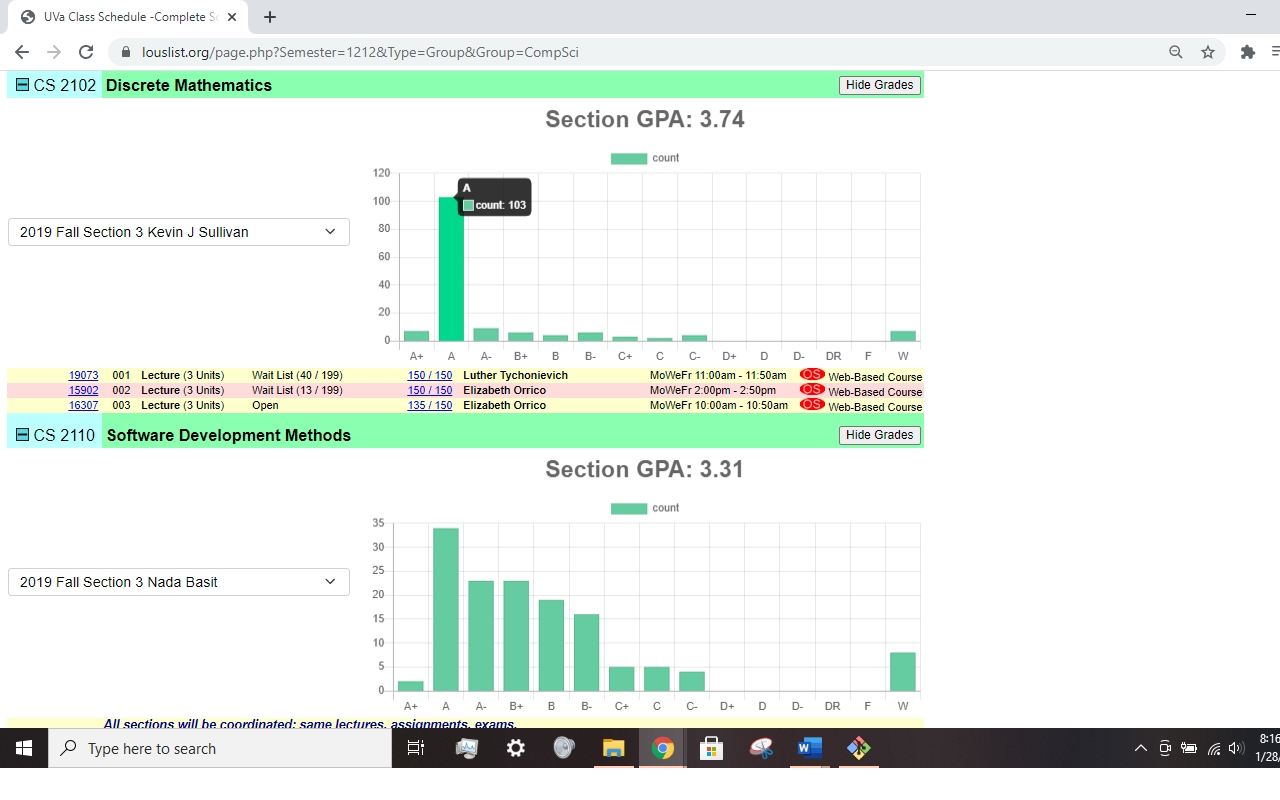 UVa Class Schedule -Complete Sc
louslist.org/page.php?Semester=1212&Type=Group&Group=CompSci
CS 2102 Discrete Mathematics Hide Grades
Section GPA: 3.74
count
120
100
80
60
40
20
0
A
count: 103
2019 Fall Section 3 Kevin J Sullivan
A+ A A- B+ B B- C+ C C- D+ D D- DR F W
19073 001 Lecture (3 Units) Wait List (40 / 199) 150 / 150 Luther Tychonievich MoWeFr 11:00am - 11:50am OS Web-Based Course
15902 002 Lecture (3 Units) Wait List (13 / 199) 150 / 150 Elizabeth Orrico MoWeFr 2:00pm - 2:50pm OS Web-Based Course
16307 003 Lecture (3 Units) Open 135 / 150 Elizabeth Orrico MoWeFr 10:00am - 10:50am OS Web-Based Course
CS 2110 Software Development Methods Hide Grades
Section GPA: 3.31
count
35
30
25
20
15
10
5
0
2019 Fall Section 3 Nada Basit
A+ A A- B+ B B- C+ C C- D+ D D- DR F W
All sections will be coordinated: same lectures, assignments, exams.
Type here to search
W
8:16
1/28/